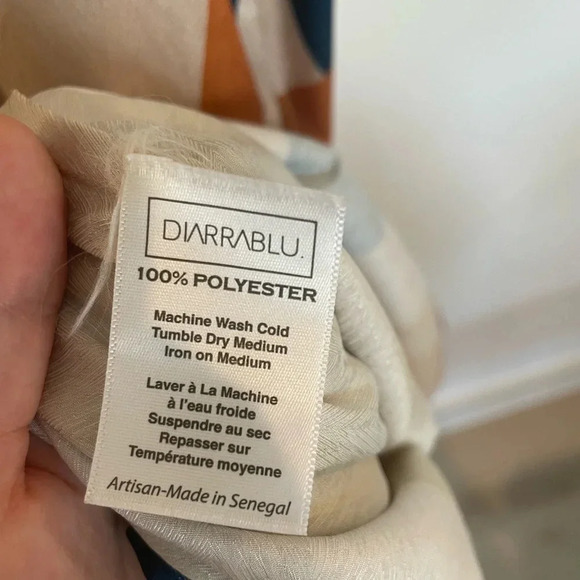 DIARRABLU.
100% POLYESTER
Machine Wash Cold
Tumble Dry Medium
Iron on Medium
Laver à La Machine
à l'eau froide
Suspendre au sec
Repasser sur
Température moyenne
Artisan-Made in Senegal